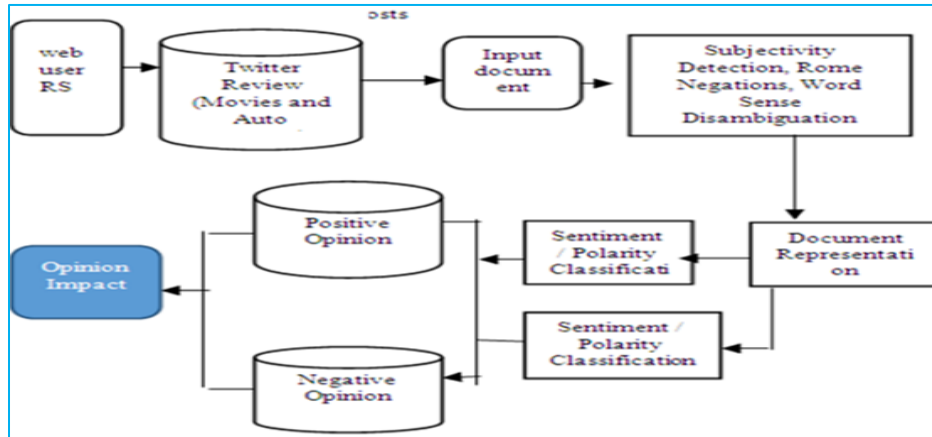 osts
web
user
RS
Twitter
Review
(Movies and
Auto
Input
docum
ent
Subjectivity
Detection, Rome
Negations, Word
Sense
Disambiguation
Positive
Opinion
Sentiment
/ Polarity
Classificati
Document
Representati
on
Opinion
Impact
Sentiment /
Polarity
Classification
Negative
Opinion